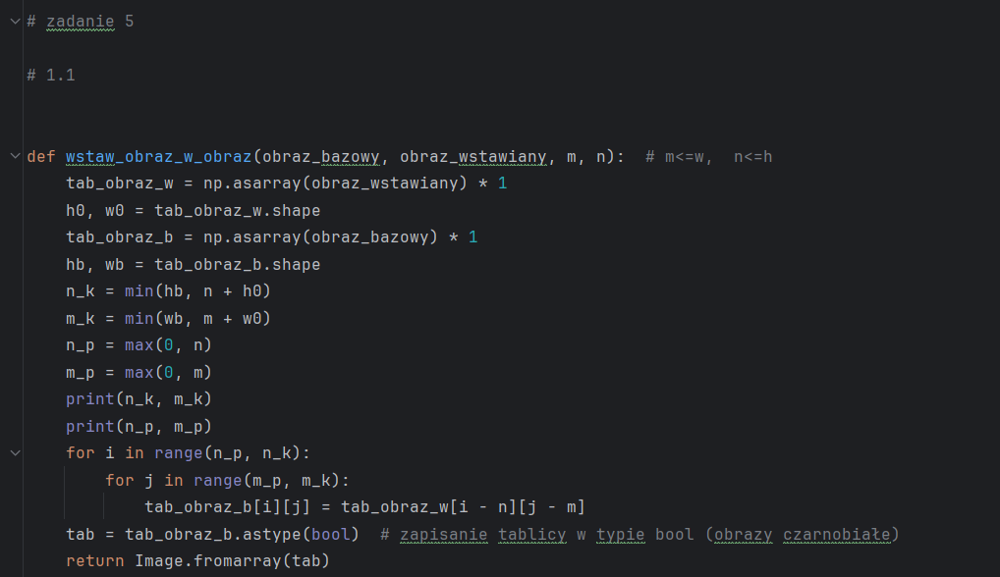 # zadanie 5
# 1.1
def wstaw_obraz_w_obraz(obraz_bazowy, obraz_wstawiany, m, n):  # m<=w,  n<=h
    tab_obraz_w = np.asarray(obraz_wstawiany) * 1
    h0, w0 = tab_obraz_w.shape
    tab_obraz_b = np.asarray(obraz_bazowy) * 1
    hb, wb = tab_obraz_b.shape
    n_k = min(hb, n + h0)
    m_k = min(wb, m + w0)
    n_p = max(0, n)
    m_p = max(0, m)
    print(n_k, m_k)
    print(n_p, m_p)
    for i in range(n_p, n_k):
        for j in range(m_p, m_k):
            tab_obraz_b[i][j] = tab_obraz_w[i - n][j - m]
    tab = tab_obraz_b.astype(bool)  # zapisanie tablicy w typie bool (obrazy czarnobiałe)
    return Image.fromarray(tab)